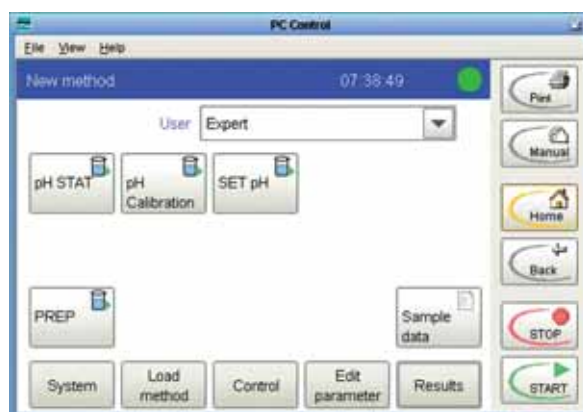 PC Control
File View Help
New method 07:38:49
User Expert
pH STAT
pH Calibration
SET pH
PREP
Sample data
System
Load method
Control
Edit parameter
Results
Print
Manual
Home
Back
STOP
START